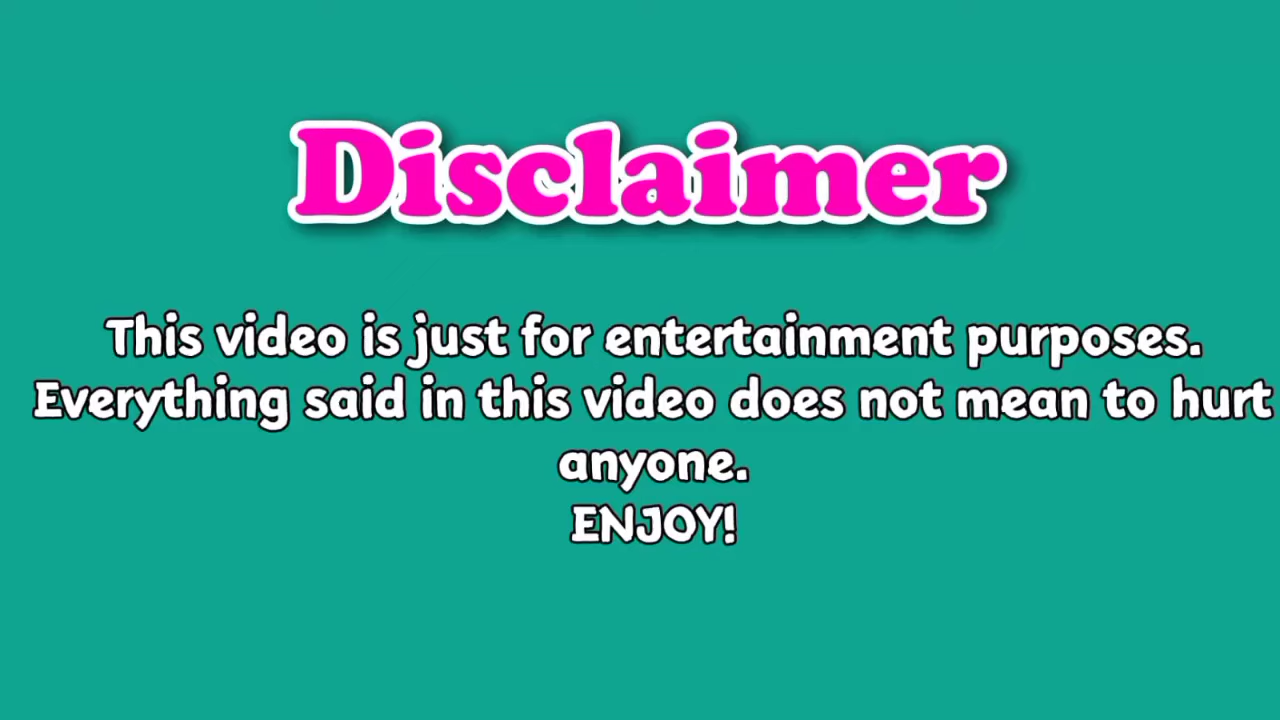 Disclaimer
This video is just for entertainment purposes.
Everything said in this video does not mean to hurt
anyone.
ENJOY!